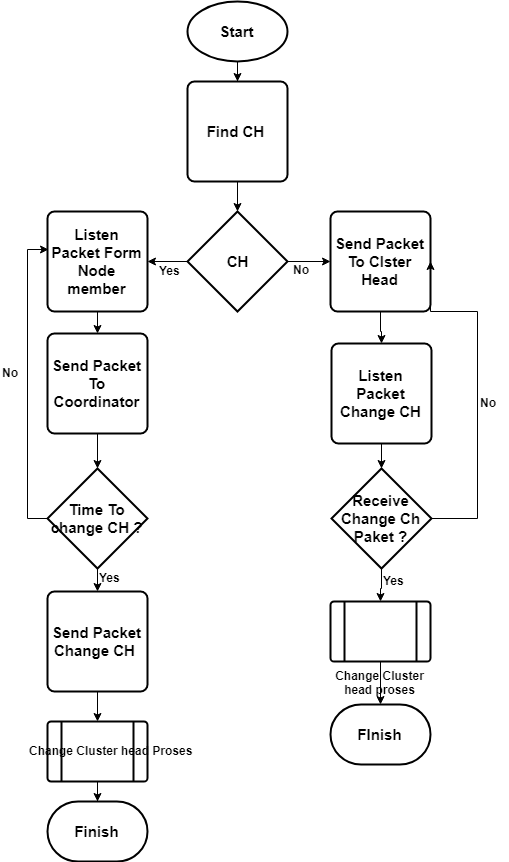 Start
Find CH
CH
Yes
No
Listen
Packet Form
Node
member
Send Packet
To Clster
Head
Send Packet
To
Coordinator
No
Listen
Packet
Change CH
No
Time To
change CH ?
Receive
Change Ch
Paket ?
Yes
Yes
Send Packet
Change CH
Change Cluster
head proses
Change Cluster head Proses
FInish
Finish